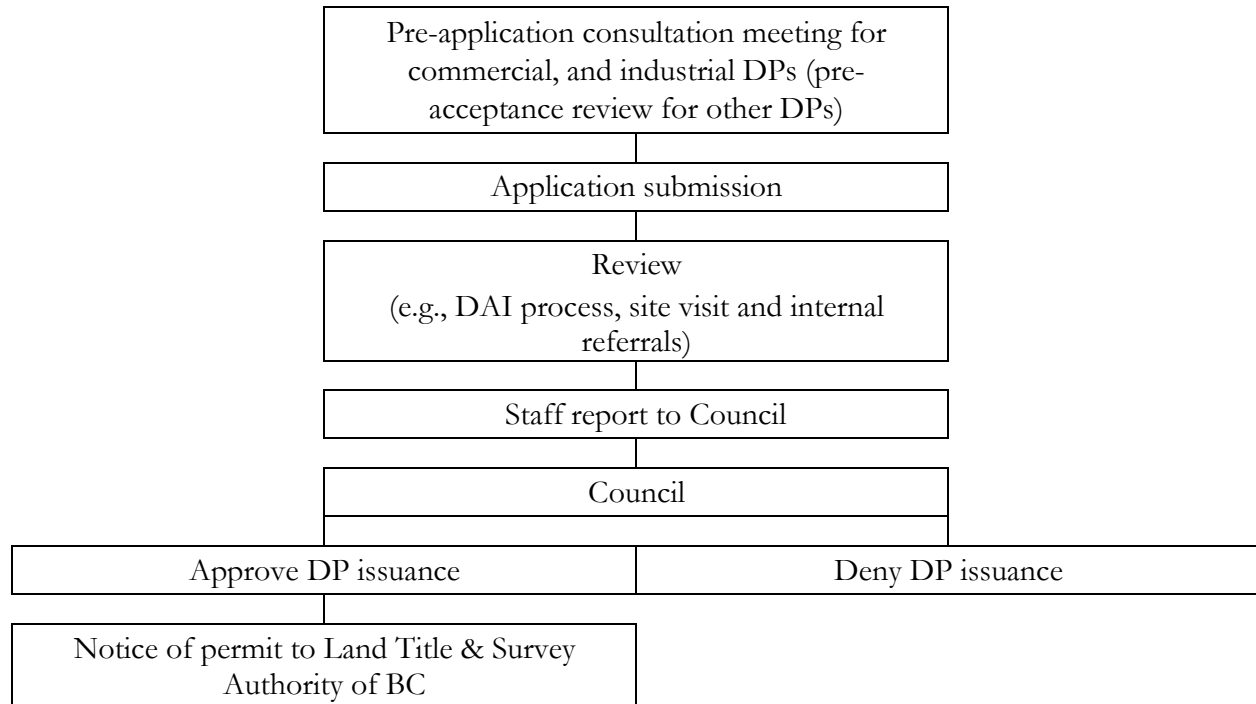 Pre-application consultation meeting for
commercial, and industrial DPs (pre-
acceptance review for other DPs)
Application submission
Review
(e.g., DAI process, site visit and internal
referrals)
Staff report to Council
Council
Approve DP issuance
Deny DP issuance
Notice of permit to Land Title & Survey
Authority of BC